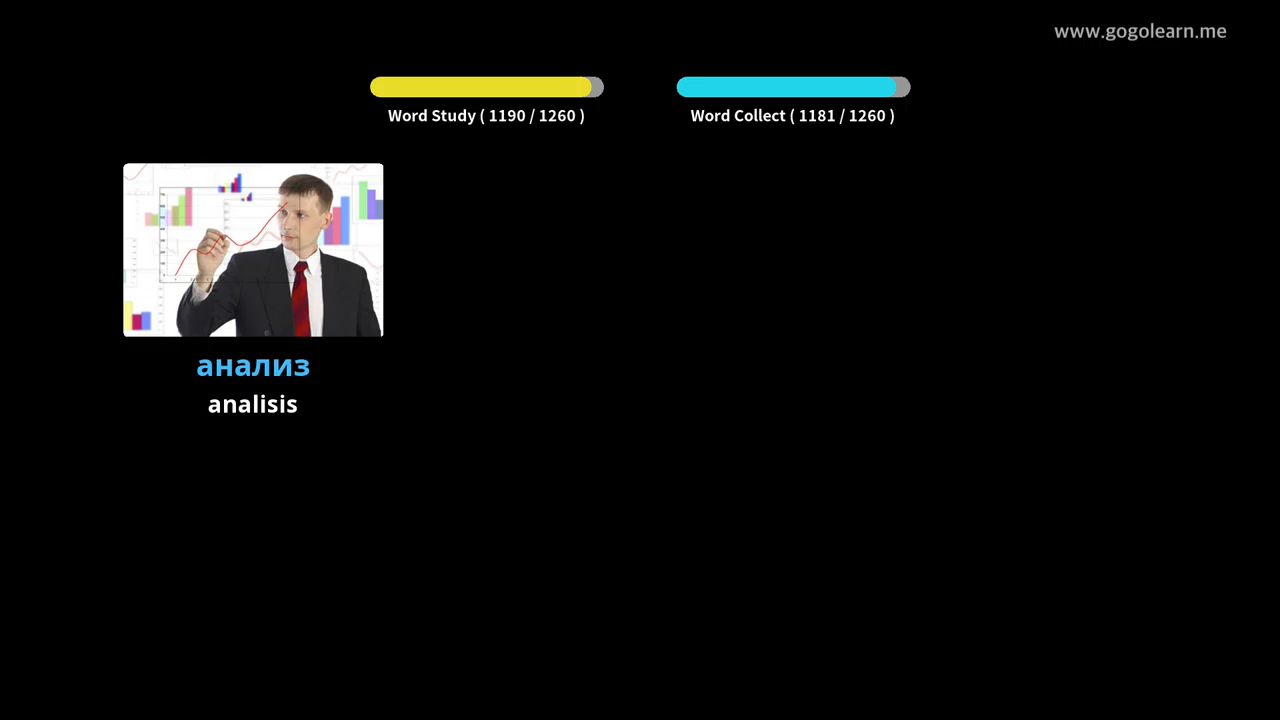 www.gogolearn.me
Word Study ( 1190 / 1260 )
Word Collect ( 1181 / 1260 )
анализ
analisis